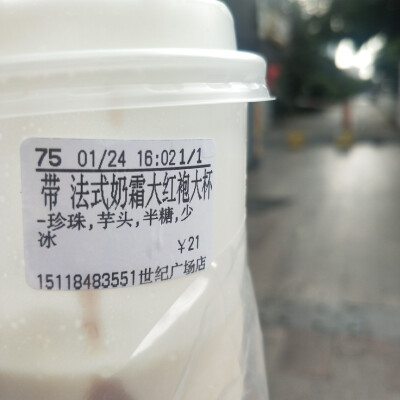 75 01/24 16:02 1/1
带 法式奶霜大红袍大杯
-珍珠,芋头,半糖,少
冰
￥21
15118483551世纪广场店